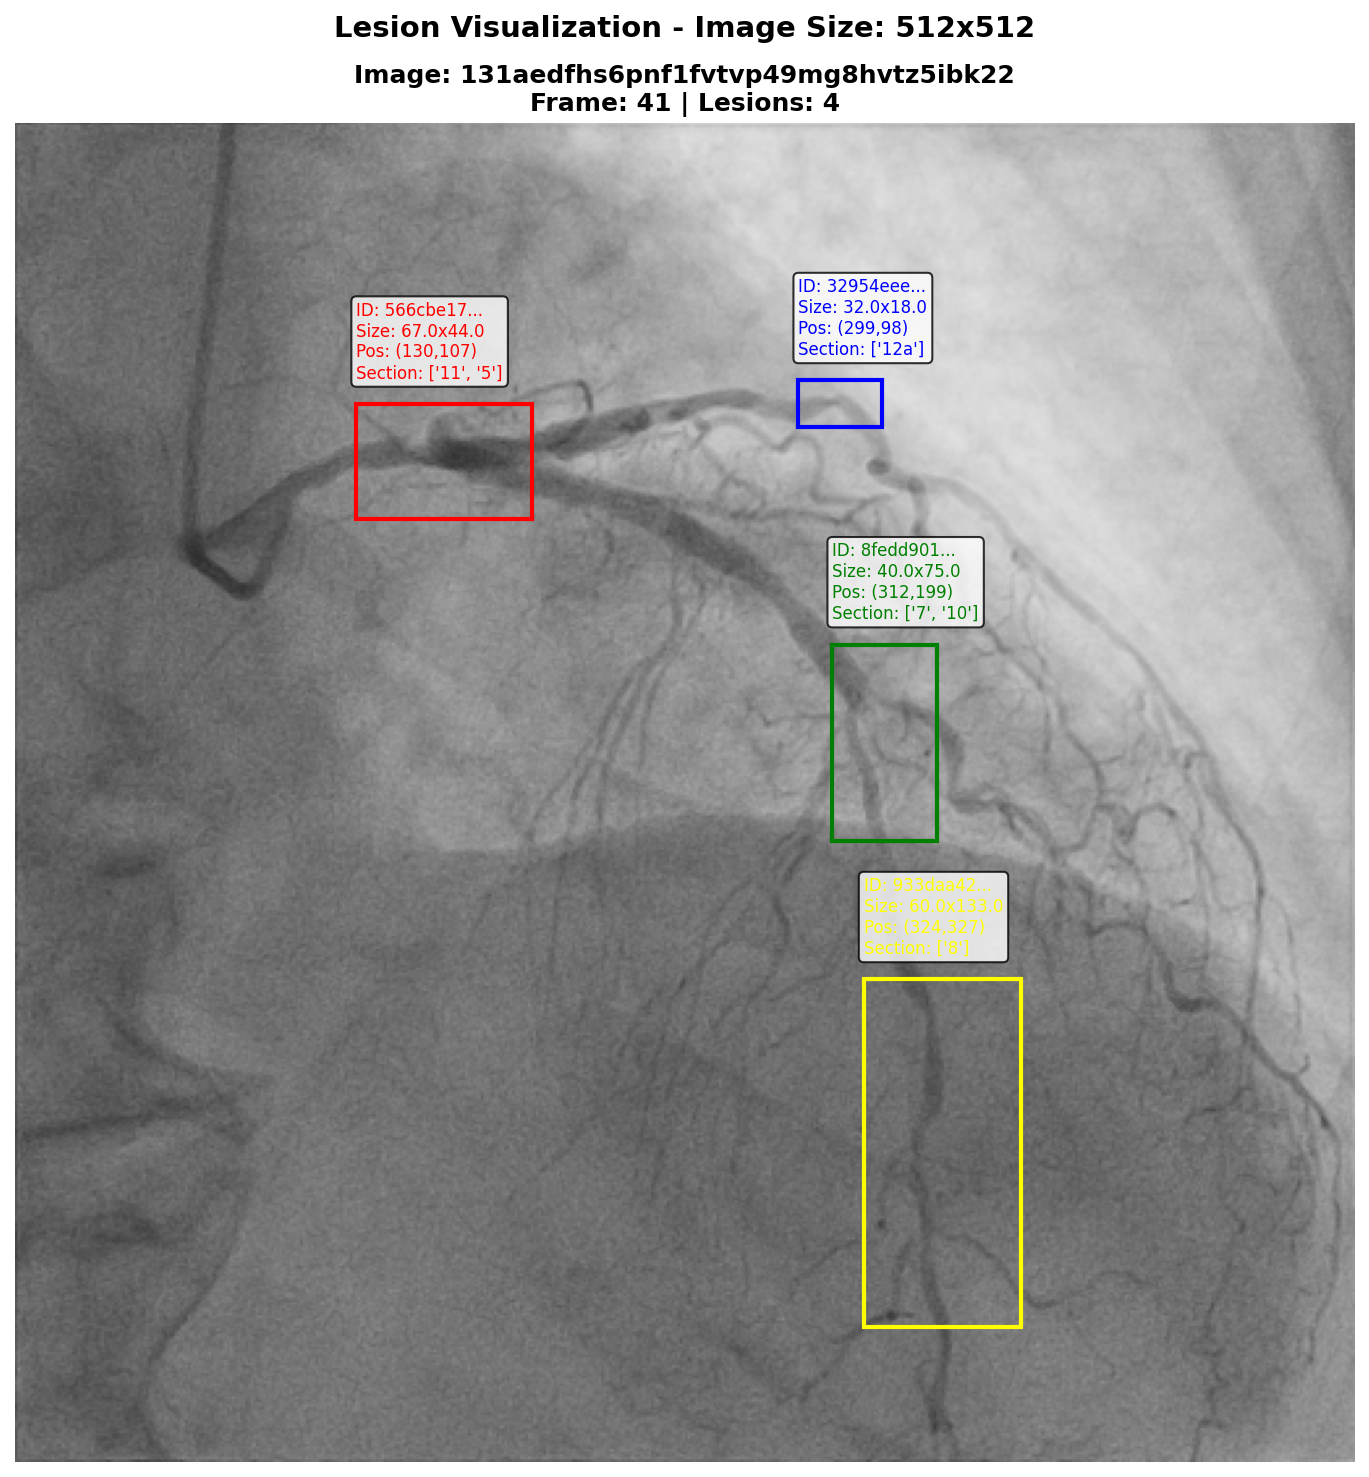 Lesion Visualization - Image Size: 512x512
Image: 131aedfhs6pnf1fvtvp49mg8hvtz5ibk22
Frame: 41 | Lesions: 4
ID: 32954eee...
Size: 32.0x18.0
Pos: (299,98)
Section: ['12a']
ID: 566cbe17...
Size: 67.0x44.0
Pos: (130,107)
Section: ['11', '5']
ID: 8fedd901...
Size: 40.0x75.0
Pos: (312,199)
Section: ['7', '10']
ID: 933daa42...
Size: 60.0x133.0
Pos: (324,327)
Section: ['8']